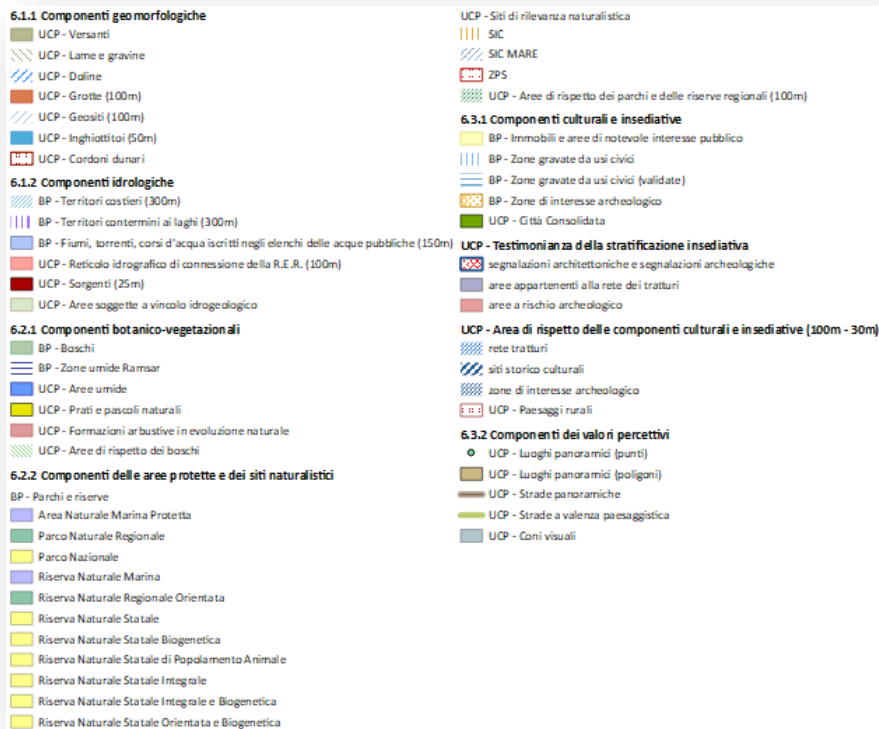 6.1.1 Componenti geomorfologiche
UCP - Versanti
UCP - Lame e gravine
UCP - Doline
UCP - Grotte (100m)
UCP - Geositi (100m)
UCP - Inghiottitoi (50m)
UCP - Cordoni dunari
6.1.2 Componenti idrologiche
BP - Territori costieri (300m)
BP - Territori contermini ai laghi (300m)
BP - Fiumi, torrenti, corsi d'acqua iscritti negli elenchi delle acque pubbliche (150m)
UCP - Reticolo idrografico di connessione della R.E.R. (100m)
UCP - Sorgenti (25m)
UCP - Aree soggette a vincolo idrogeologico
6.2.1 Componenti botanico-vegetazionali
BP - Boschi
BP - Zone umide Ramsar
UCP - Aree umide
UCP - Prati e pascoli naturali
UCP - Formazioni arbustive in evoluzione naturale
UCP - Aree di rispetto dei boschi
6.2.2 Componenti delle aree protette e dei siti naturalistici
BP - Parchi e riserve
Area Naturale Marina Protetta
Parco Naturale Regionale
Parco Nazionale
Riserva Naturale Marina
Riserva Naturale Regionale Orientata
Riserva Naturale Statale
Riserva Naturale Statale Biogenetica
Riserva Naturale Statale di Popolamento Animale
Riserva Naturale Statale Integrale
Riserva Naturale Statale Integrale e Biogenetica
Riserva Naturale Statale Orientata e Biogenetica
UCP - Siti di rilevanza naturalistica
SIC
SIC MARE
ZPS
UCP - Aree di rispetto dei parchi e delle riserve regionali (100m)
6.3.1 Componenti culturali e insediative
BP - Immobili e aree di notevole interesse pubblico
BP - Zone gravate da usi civici
BP - Zone gravate da usi civici (validate)
BP - Zone di interesse archeologico
UCP - Città Consolidata
UCP - Testimonianza della stratificazione insediativa
segnalazioni architettoniche e segnalazioni archeologiche
aree appartenenti alla rete dei tratturi
aree a rischio archeologico
UCP - Area di rispetto delle componenti culturali e insediative (100m - 30m)
rete tratturi
siti storico culturali
zone di interesse archeologico
UCP - Paesaggi rurali
6.3.2 Componenti dei valori percettivi
UCP - Luoghi panoramici (punti)
UCP - Luoghi panoramici (poligoni)
UCP - Strade panoramiche
UCP - Strade a valenza paesaggistica
UCP - Coni visuali